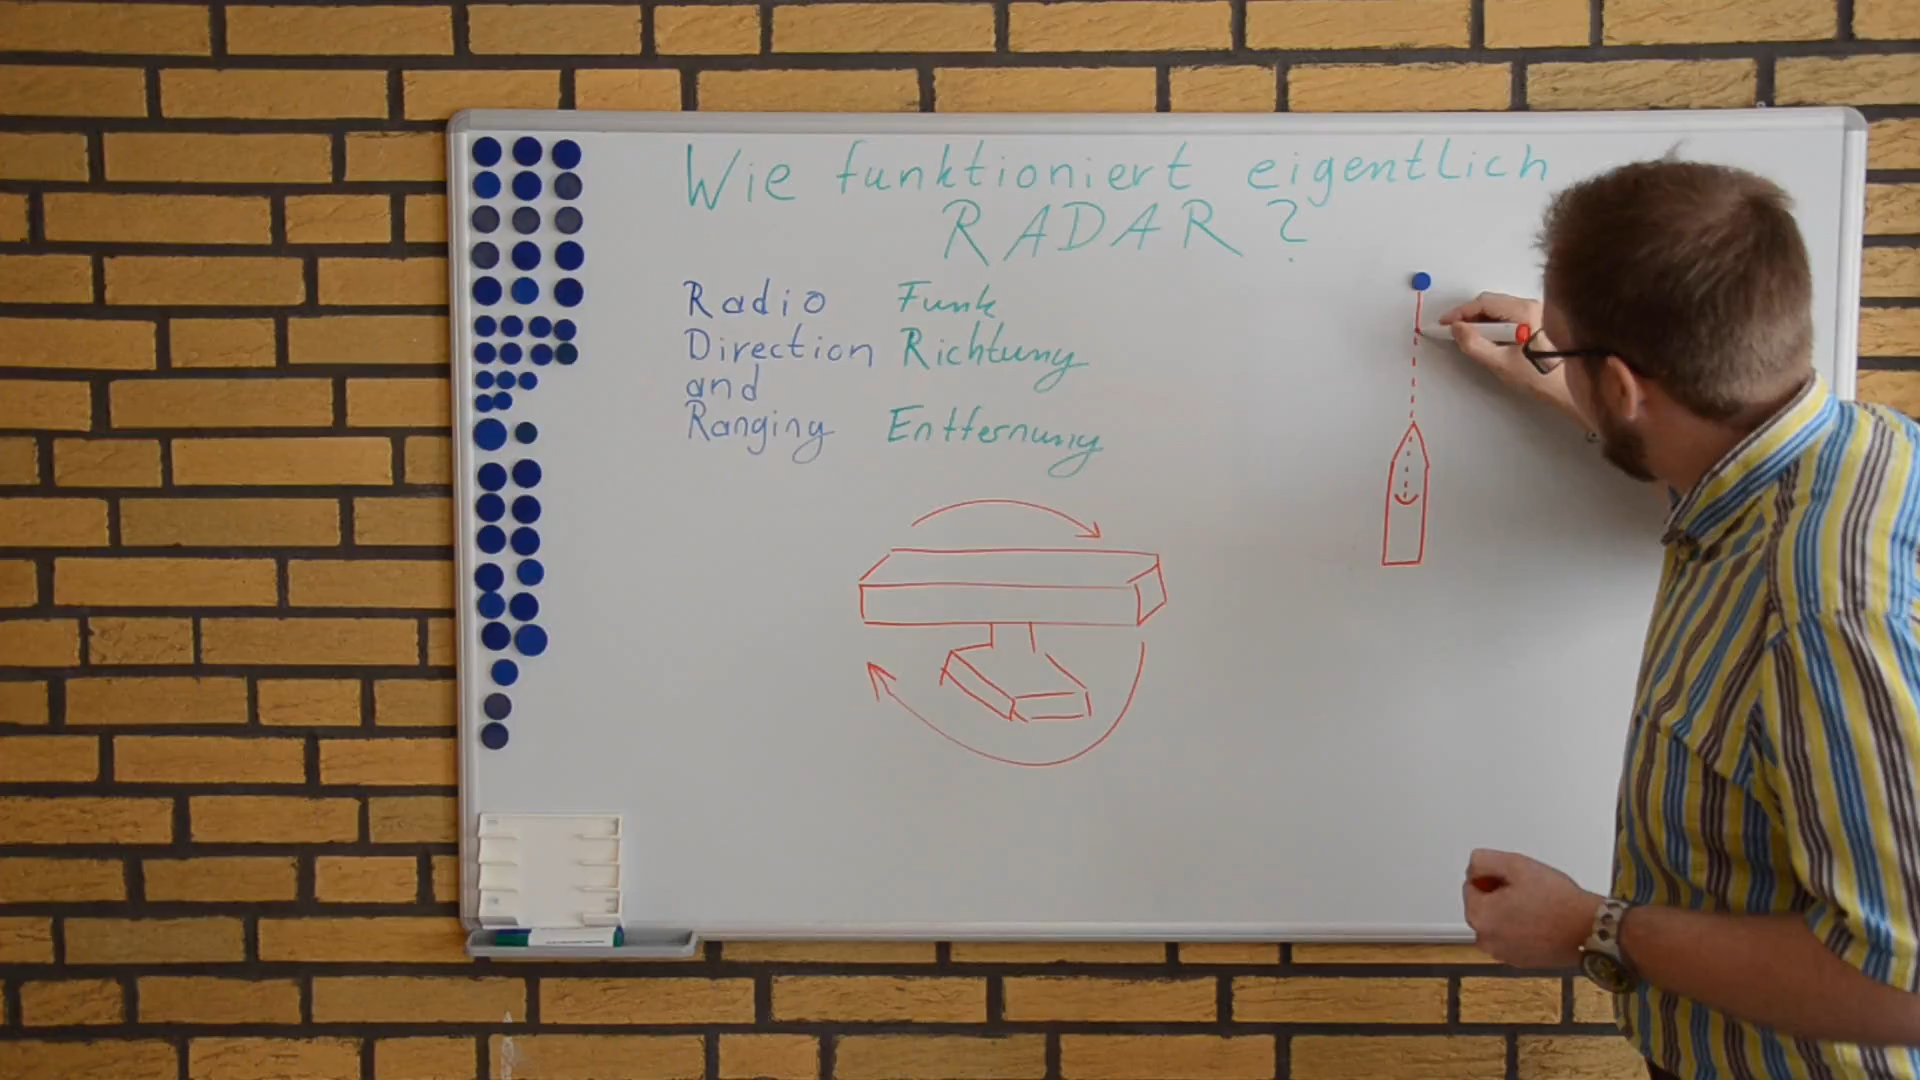 Wie funktioniert eigentlich
RADAR?
Radio Funk
Direction Richtung
and
Ranging Entfernung